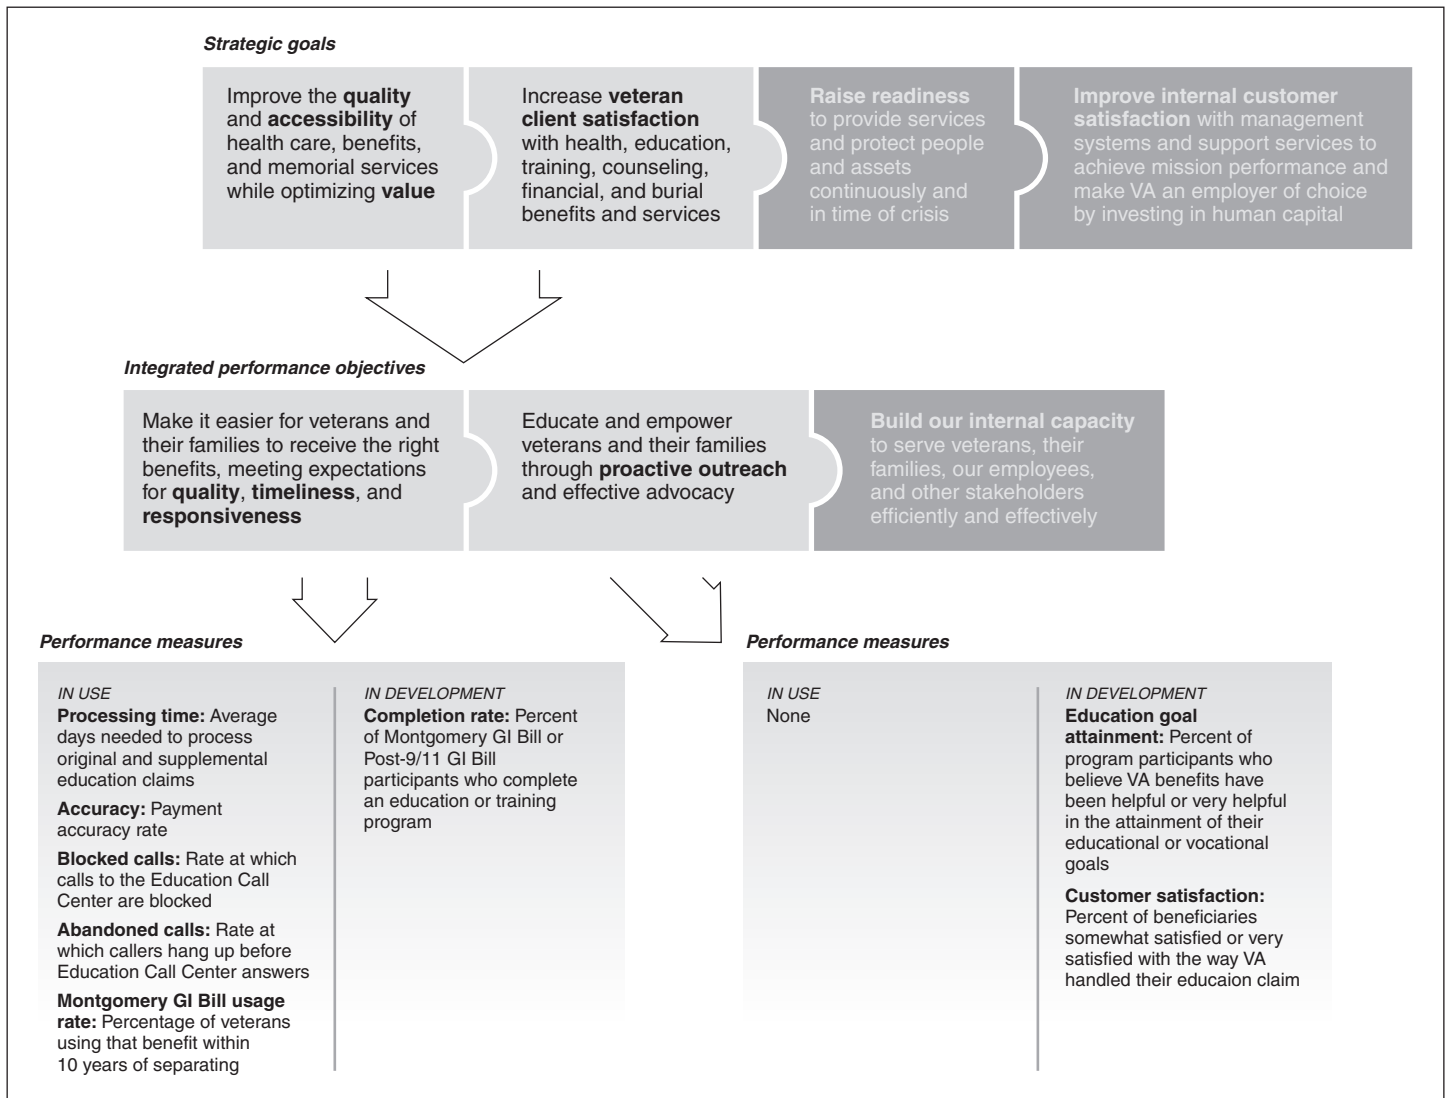 Strategic goals
Improve the quality
and accessibility of
health care, benefits,
and memorial services
while optimizing value
Increase veteran
client satisfaction
with health, education,
training, counseling,
financial, and burial
benefits and services
Raise readiness
to provide services
and protect people
and assets
continuously and
in time of crisis
Improve internal customer
satisfaction with management
systems and support services to
achieve mission performance and
make VA an employer of choice
by investing in human capital
Integrated performance objectives
Make it easier for veterans and
their families to receive the right
benefits, meeting expectations
for quality, timeliness, and
responsiveness
Educate and empower
veterans and their families
through proactive outreach
and effective advocacy
Build our internal capacity
to serve veterans, their
families, our employees,
and other stakeholders
efficiently and effectively
Performance measures
IN USE
Processing time: Average
days needed to process
original and supplemental
education claims
Accuracy: Payment
accuracy rate
Blocked calls: Rate at which
calls to the Education Call
Center are blocked
Abandoned calls: Rate at
which callers hang up before
Education Call Center answers
Montgomery GI Bill usage
rate: Percentage of veterans
using that benefit within
10 years of separating
IN DEVELOPMENT
Completion rate: Percent
of Montgomery GI Bill or
Post-9/11 GI Bill
participants who complete
an education or training
program
Performance measures
IN USE
None
IN DEVELOPMENT
Education goal
attainment: Percent of
program participants who
believe VA benefits have
been helpful or very helpful
in the attainment of their
educational or vocational
goals
Customer satisfaction:
Percent of beneficiaries
somewhat satisfied or very
satisfied with the way VA
handled their educaion claim